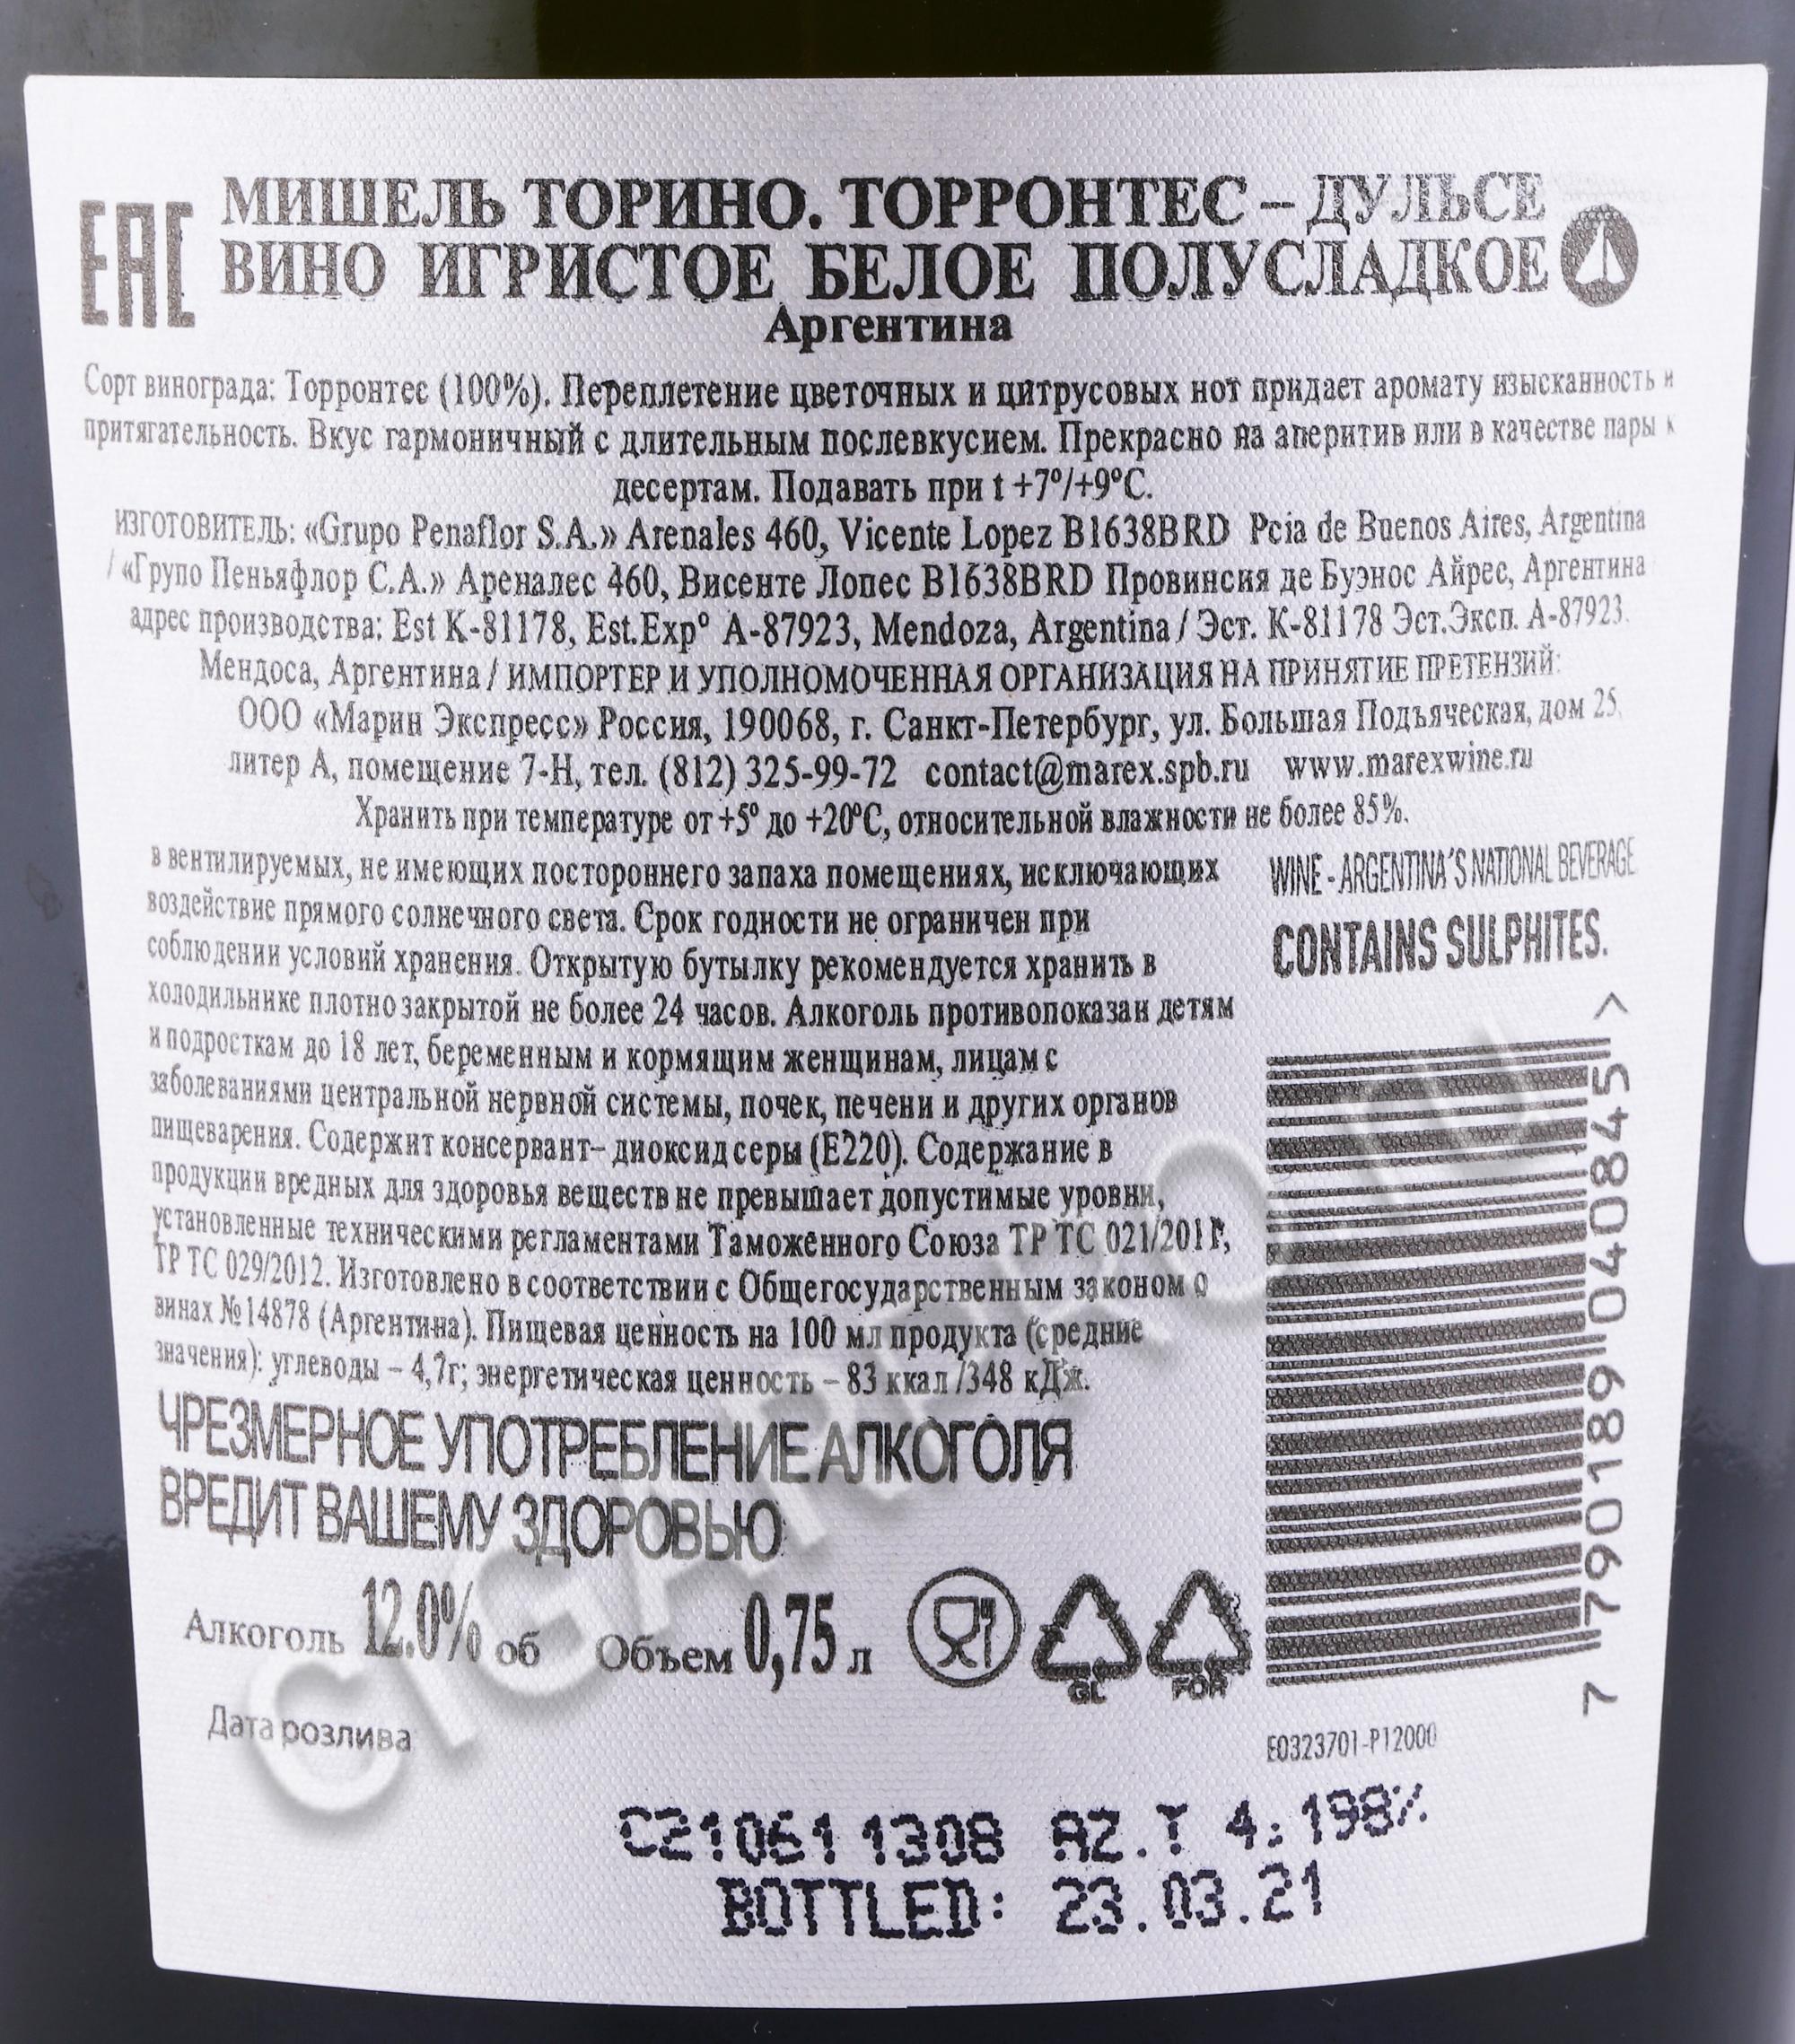 EAC
МИШЕЛЬ ТОРИНО. ТОРРОНТЕС – ДУЛЬСЕ
ВИНО ИГРИСТОЕ БЕЛОЕ ПОЛУСЛАДКОЕ
Аргентина
Сорт винограда: Торронтес (100%). Переплетение цветочных и цитрусовых нот придает аромату изысканность и
притягательность. Вкус гармоничный с длительным послевкусием. Прекрасно на аперитив или в качестве пары к
десертам. Подавать при t +7°/+9°C.
ИЗГОТОВИТЕЛЬ: «Grupo Penaflor S.A.» Arenales 460, Vicente Lopez B1638BRD Pcia de Buenos Aires, Argentina
/ «Групо Пеньяфлор С.А.» Ареналес 460, Висенте Лопес B1638BRD Провинсия де Буэнос Айрес, Аргентина
адрес производства: Est K-81178, Est.Exp° A-87923, Mendoza, Argentina / Эст. К-81178 Эст.Эксп. А-87923.
Мендоса, Аргентина / ИМПОРТЕР И УПОЛНОМОЧЕННАЯ ОРГАНИЗАЦИЯ НА ПРИНЯТИЕ ПРЕТЕНЗИЙ:
ООО «Марин Экспресс» Россия, 190068, г. Санкт-Петербург, ул. Большая Подъяческая, дом 25,
литер А, помещение 7-Н, тел. (812) 325-99-72 contact@marex.spb.ru www.marexwine.ru
Хранить при температуре от +5° до +20°C, относительной влажности не более 85%.
в вентилируемых, не имеющих постороннего запаха помещениях, исключающих
воздействие прямого солнечного света. Срок годности не ограничен при
соблюдении условий хранения. Открытую бутылку рекомендуется хранить в
холодильнике плотно закрытой не более 24 часов. Алкоголь противопоказан детям
и подросткам до 18 лет, беременным и кормящим женщинам, лицам с
заболеваниями центральной нервной системы, почек, печени и других органов
пищеварения. Содержит консервант– диоксид серы (E220). Содержание в
продукции вредных для здоровья веществ не превышает допустимые уровни,
установленные техническими регламентами Таможенного Союза ТР ТС 021/2011,
ТР ТС 029/2012. Изготовлено в соответствии с Общегосударственным законом о
винах №14878 (Аргентина). Пищевая ценность на 100 мл продукта (средние
значения): углеводы – 4,7г; энергетическая ценность – 83 ккал /348 кДж.
WINE - ARGENTINA'S NATIONAL BEVERAGE
CONTAINS SULPHITES.
7 790189 040845 >
ЧРЕЗМЕРНОЕ УПОТРЕБЛЕНИЕ АЛКОГОЛЯ
ВРЕДИТ ВАШЕМУ ЗДОРОВЬЮ
Алкоголь 12.0% об Объем 0,75 л
GL FOR
Дата розлива
E0323701-P12000
C21061 1308 AZ.T 4.198%
BOTTLED: 23.03.21
CIGARPRO.RU